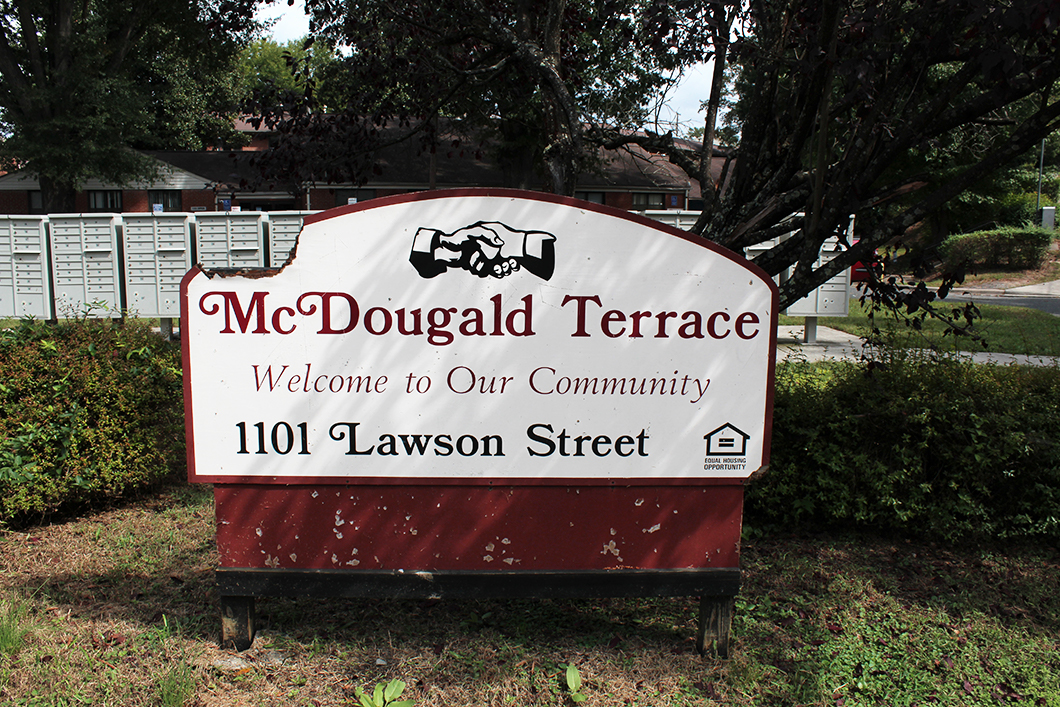 McDougald Terrace
Welcome to Our Community
1101 Lawson Street
EQUAL HOUSING
OPPORTUNITY